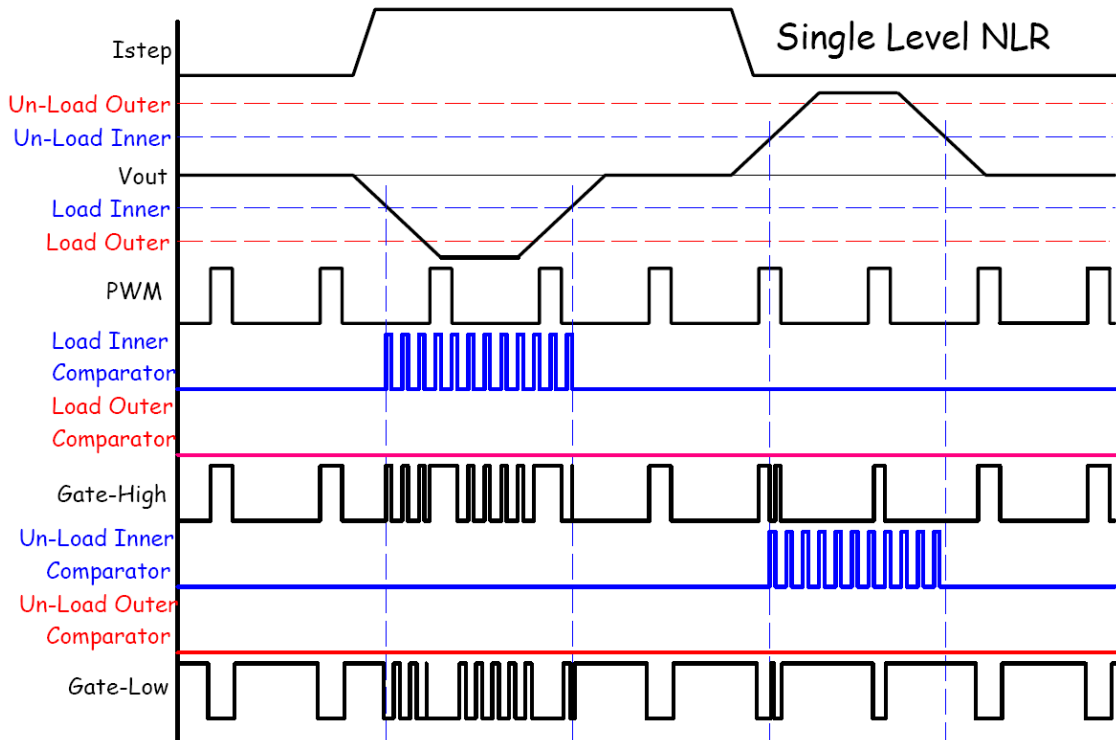 Single Level NLR
Istep
Un-Load Outer
Un-Load Inner
Vout
Load Inner
Load Outer
PWM
Load Inner
Comparator
Load Outer
Comparator
Gate-High
Un-Load Inner
Comparator
Un-Load Outer
Comparator
Gate-Low